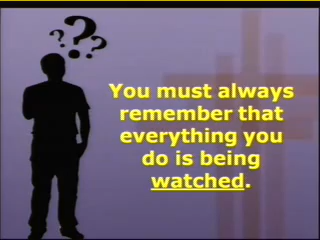 ???
You must always
remember that
everything you
do is being
watched.